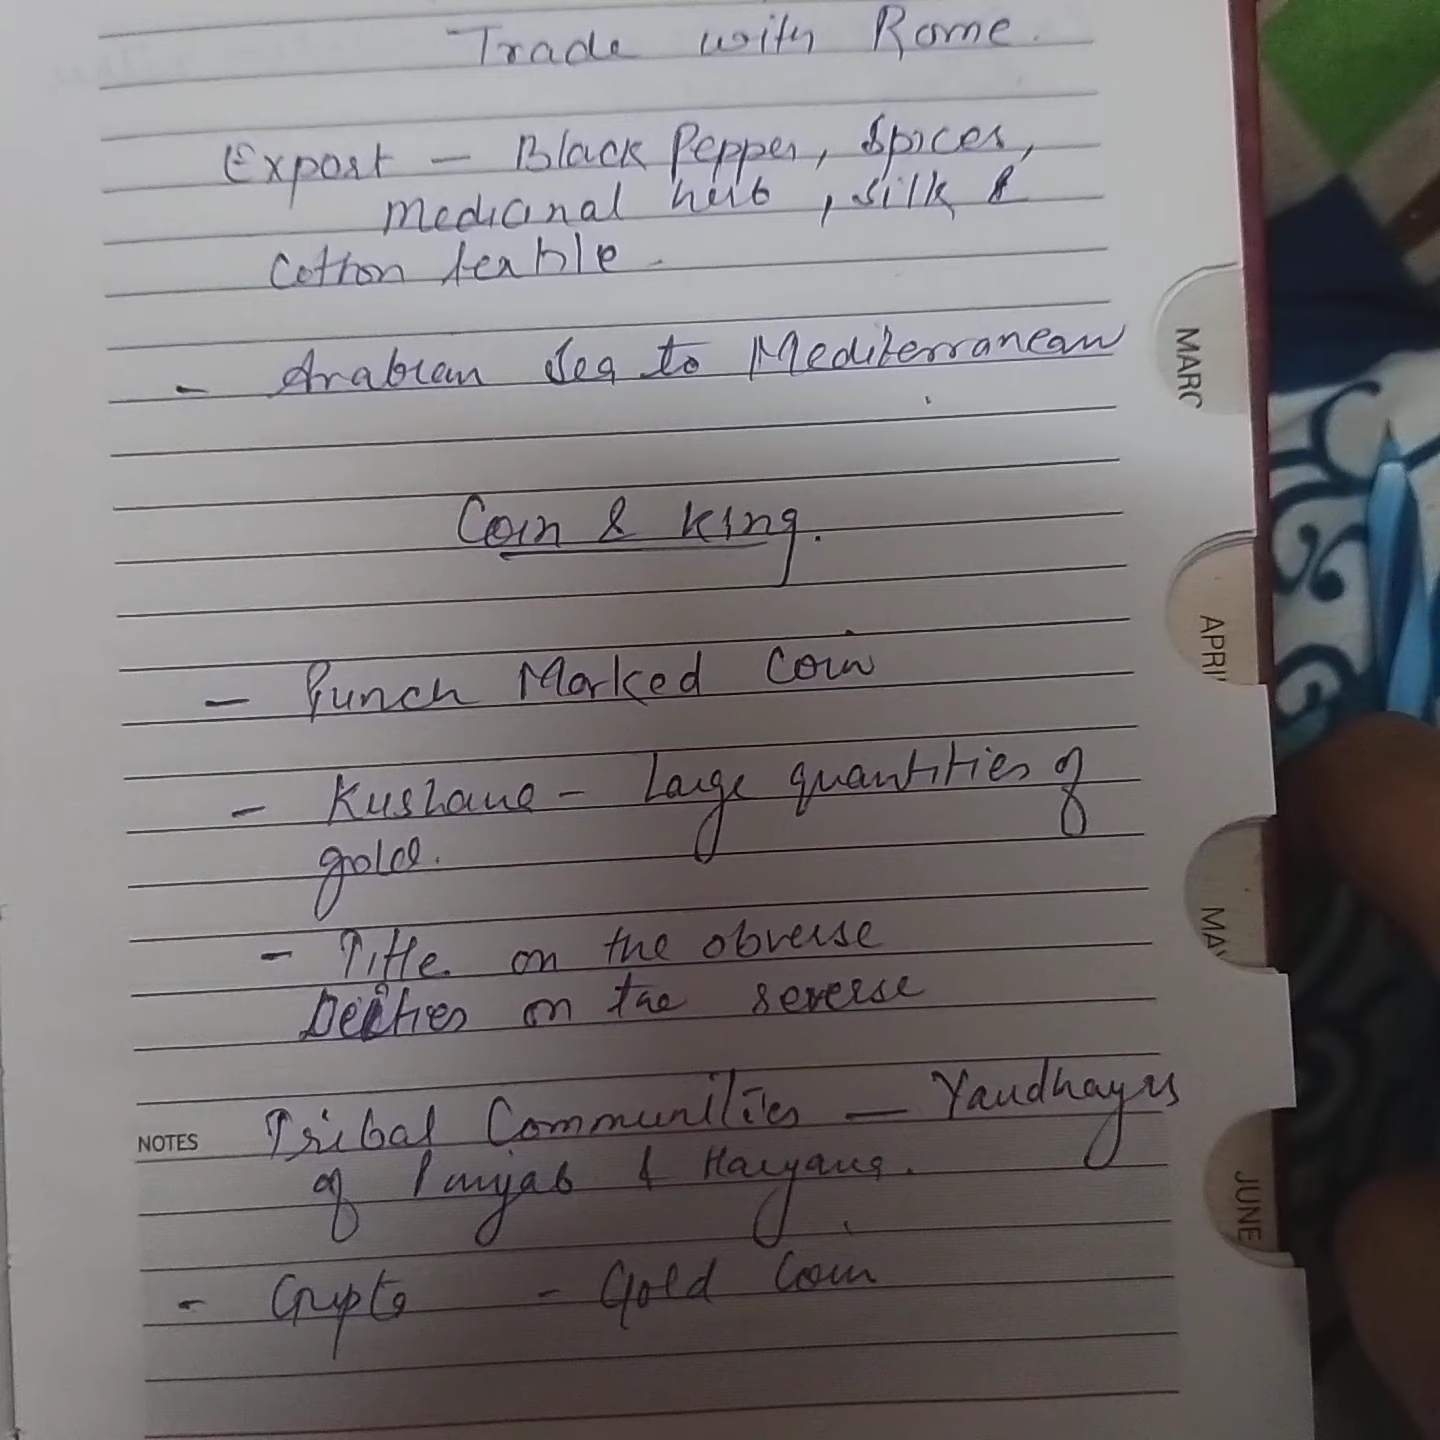 Trade with Rome.
Export - Black Pepper, Spices,
Medicinal herb, silk &
Cotton textile.
- Arabian Sea to Mediterranean
MARC
Coin & King.
APRI
- Punch Marked Coin
- Kushana - Large quantities of
gold.
- Title on the obverse
MA
Deities on the reverse
Tribal Communities - Yaudhayas
NOTES
of Punjab & Haryana.
JUNE
- Gupta - Gold Coin